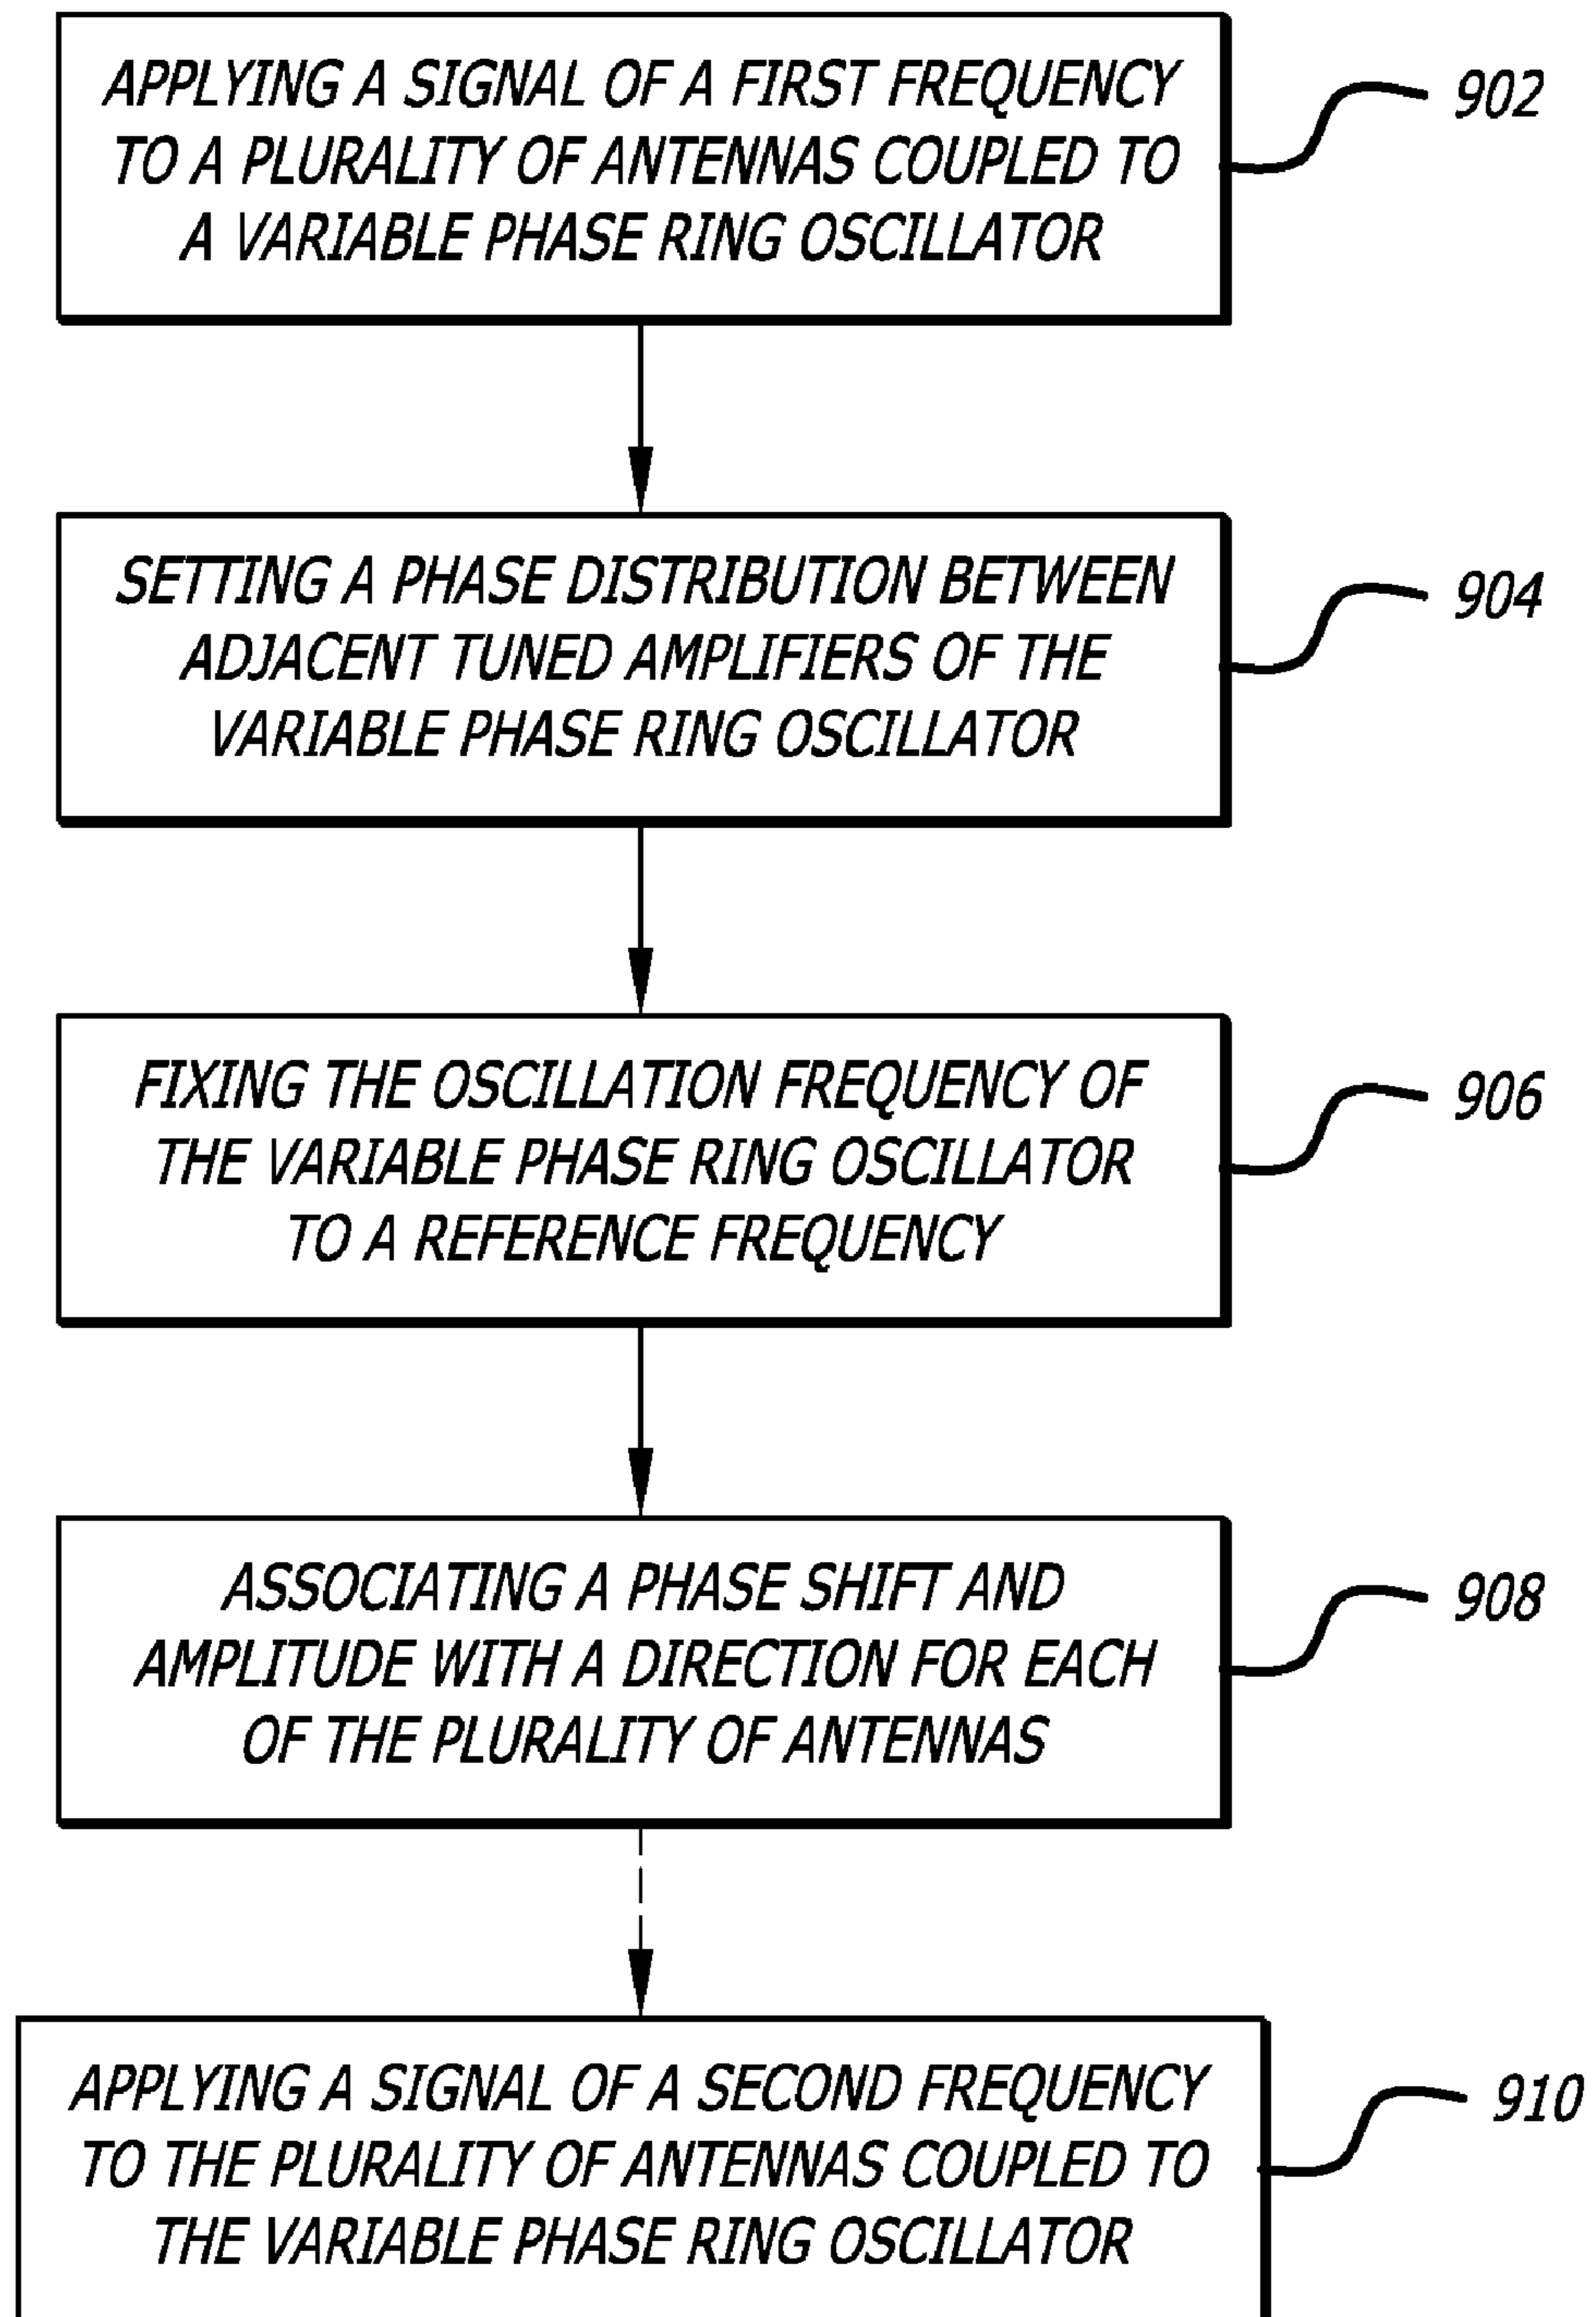 APPLYING A SIGNAL OF A FIRST FREQUENCY
TO A PLURALITY OF ANTENNAS COUPLED TO
A VARIABLE PHASE RING OSCILLATOR
902
SETTING A PHASE DISTRIBUTION BETWEEN
ADJACENT TUNED AMPLIFIERS OF THE
VARIABLE PHASE RING OSCILLATOR
904
FIXING THE OSCILLATION FREQUENCY OF
THE VARIABLE PHASE RING OSCILLATOR
TO A REFERENCE FREQUENCY
906
ASSOCIATING A PHASE SHIFT AND
AMPLITUDE WITH A DIRECTION FOR EACH
OF THE PLURALITY OF ANTENNAS
908
APPLYING A SIGNAL OF A SECOND FREQUENCY
TO THE PLURALITY OF ANTENNAS COUPLED TO
THE VARIABLE PHASE RING OSCILLATOR
910